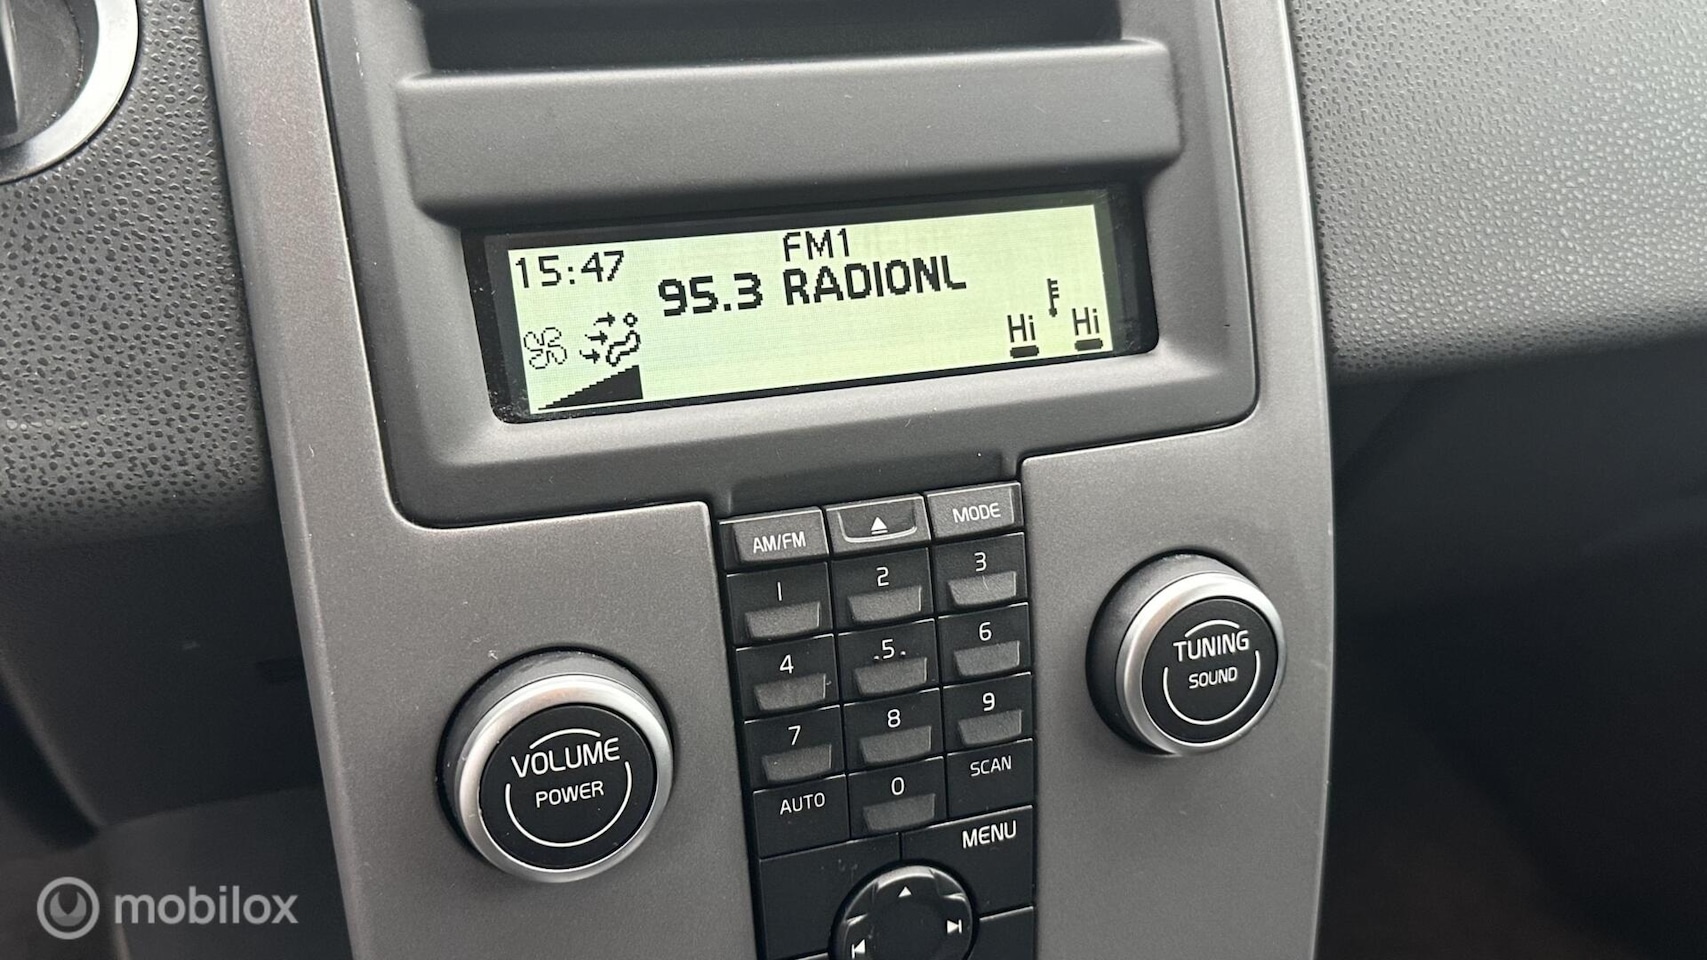 FM1
15:47
95.3 RADIONL
Hi Hi
AM/FM
MODE
1 2 3
4 .5. 6
7 8 9
AUTO 0 SCAN
MENU
VOLUME
POWER
TUNING
SOUND
mobilox